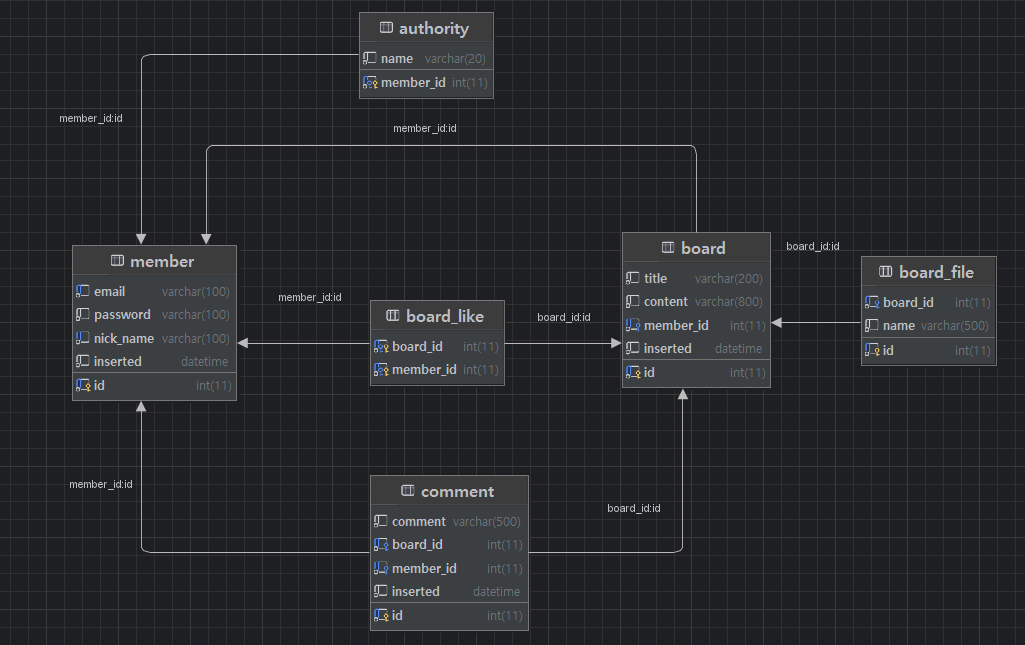 authority
name varchar(20)
member_id int(11)
member_id:id
member_id:id
member
email varchar(100)
password varchar(100)
nick_name varchar(100)
inserted datetime
id int(11)
member_id:id
board_like
board_id int(11)
member_id int(11)
board_id:id
board
title varchar(200)
content varchar(800)
member_id int(11)
inserted datetime
id int(11)
board_id:id
board_file
board_id int(11)
name varchar(500)
id int(11)
member_id:id
comment
comment varchar(500)
board_id int(11)
member_id int(11)
inserted datetime
id int(11)
board_id:id